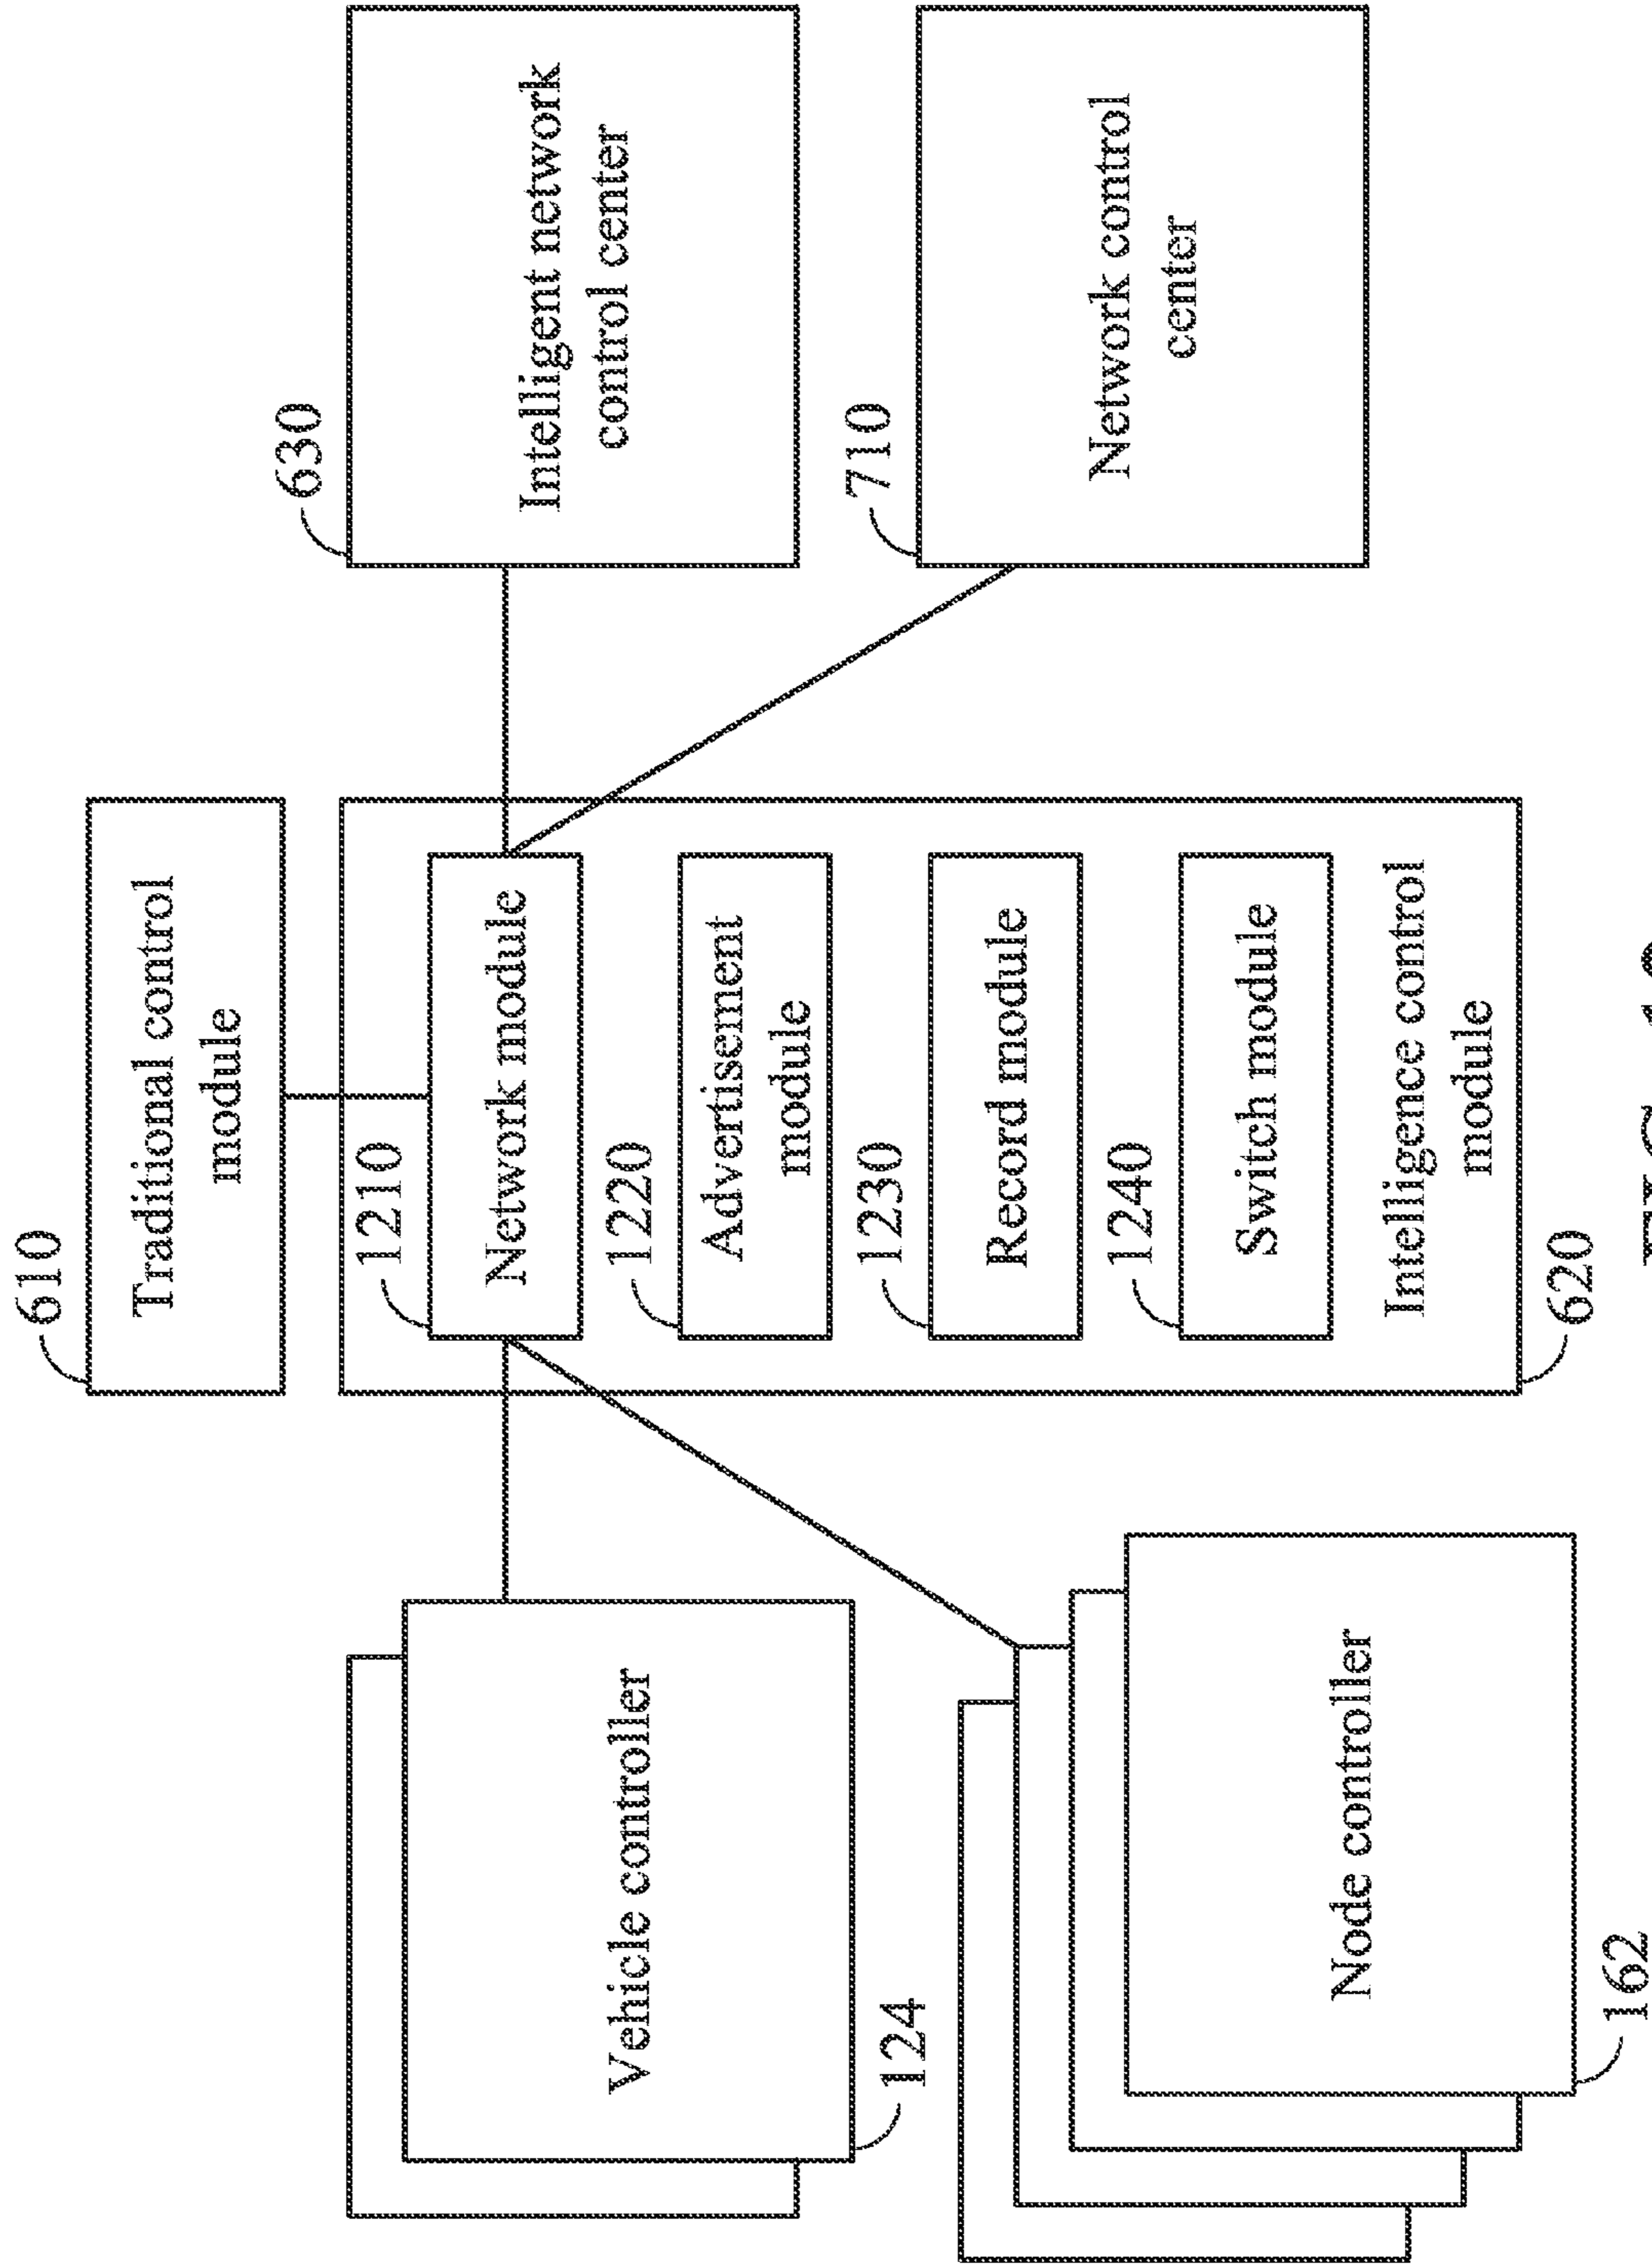 610
Traditional control
module
124
Vehicle controller
162
Node controller
620
1210
Network module
1220
Advertisement
module
1230
Record module
1240
Switch module
Intelligence control
module
630
Intelligent network
control center
710
Network control
center